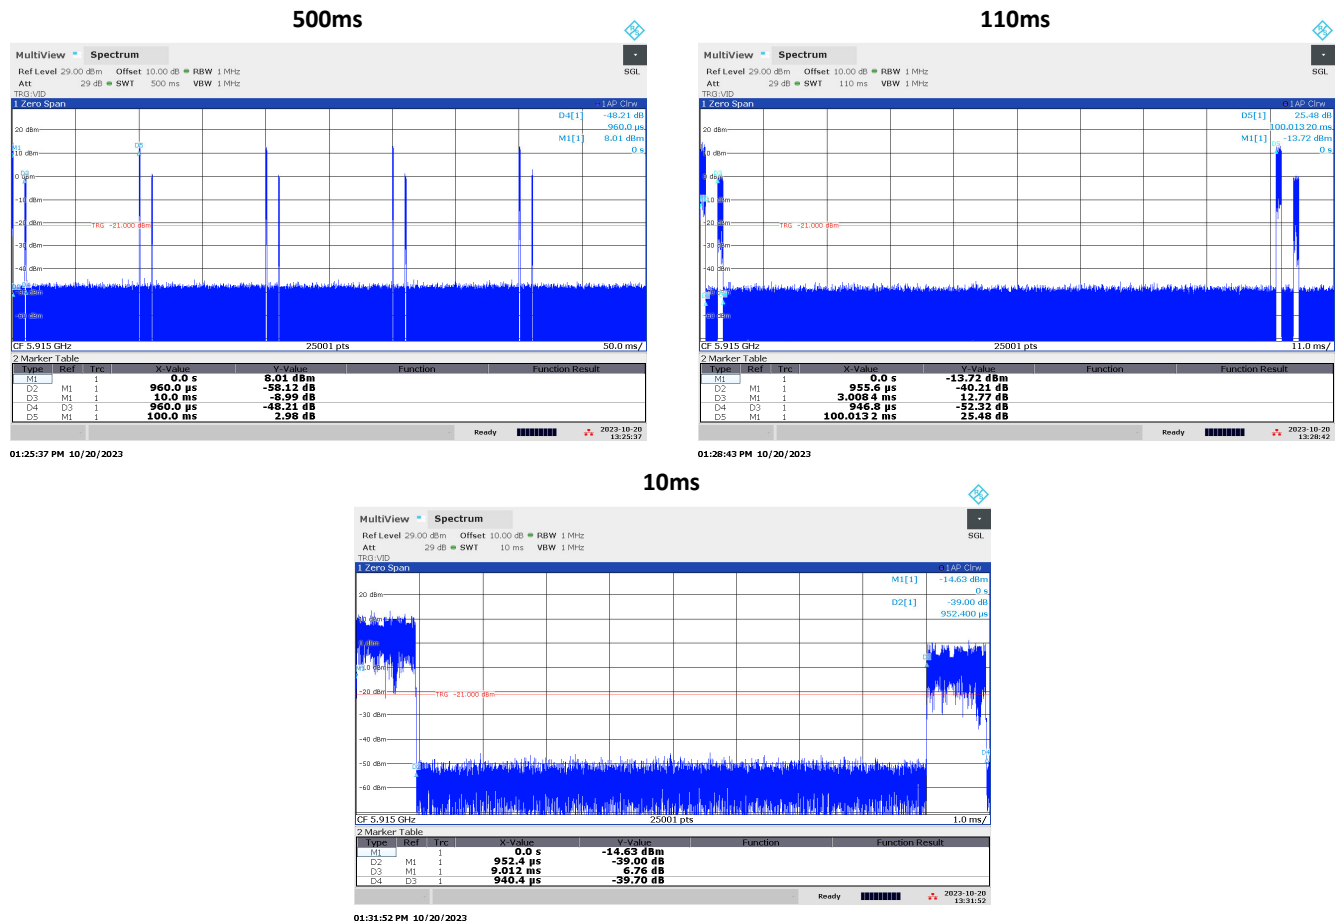 500ms
MultiView Spectrum
Ref Level 29.00 dBm Offset 10.00 dB RBW 1 MHz
SGL
Att 29 dB SWT 500 ms VBW 1 MHz
TRG:VID
1 Zero Span 1AP Clrw
D4[1] -48.21 dB
960.0 µs
M1[1] 8.01 dBm
0 s
20 dBm
M1
D5
10 dBm
0 dBm
-10 dBm
-20 dBm
TRG -21.000 dBm
-30 dBm
-40 dBm
CF 5.915 GHz 25001 pts 50.0 ms/
2 Marker Table
Type Ref Trc X-Value Y-Value Function Function Result
M1 1 0.0 s 8.01 dBm
D2 M1 1 960.0 µs -58.12 dB
D3 M1 1 10.0 ms -8.99 dB
D4 D3 1 960.0 µs -48.21 dB
D5 M1 1 100.0 ms 2.98 dB
Ready 2023-10-20
13:25:37
01:25:37 PM 10/20/2023
110ms
MultiView Spectrum
Ref Level 29.00 dBm Offset 10.00 dB RBW 1 MHz
SGL
Att 29 dB SWT 110 ms VBW 1 MHz
TRG:VID
1 Zero Span 1AP Clrw
D5[1] 25.48 dB
100.01320 ms
M1[1] -13.72 dBm
0 s
20 dBm
10 dBm
0 dBm
-10 dBm
-20 dBm
TRG -21.000 dBm
-30 dBm
-40 dBm
CF 5.915 GHz 25001 pts 11.0 ms/
2 Marker Table
Type Ref Trc X-Value Y-Value Function Function Result
M1 1 0.0 s -13.72 dBm
D2 M1 1 955.6 µs -40.21 dB
D3 M1 1 3.008 4 ms 12.77 dB
D4 D3 1 946.8 µs -52.32 dB
D5 M1 1 100.013 2 ms 25.48 dB
Ready 2023-10-20
13:28:42
01:28:43 PM 10/20/2023
10ms
MultiView Spectrum
Ref Level 29.00 dBm Offset 10.00 dB RBW 1 MHz
SGL
Att 29 dB SWT 10 ms VBW 1 MHz
TRG:VID
1 Zero Span 1AP Clrw
M1[1] -14.63 dBm
0 s
D2[1] -39.00 dB
952.400 µs
20 dBm
0 dBm
-20 dBm
TRG -21.000 dBm
-30 dBm
-40 dBm
D4
-50 dBm
-60 dBm
CF 5.915 GHz 25001 pts 1.0 ms/
2 Marker Table
Type Ref Trc X-Value Y-Value Function Function Result
M1 1 0.0 s -14.63 dBm
D2 M1 1 952.4 µs -39.00 dB
D3 M1 1 9.012 ms 6.76 dB
D4 D3 1 940.4 µs -39.70 dB
Ready 2023-10-20
13:31:52
01:31:52 PM 10/20/2023